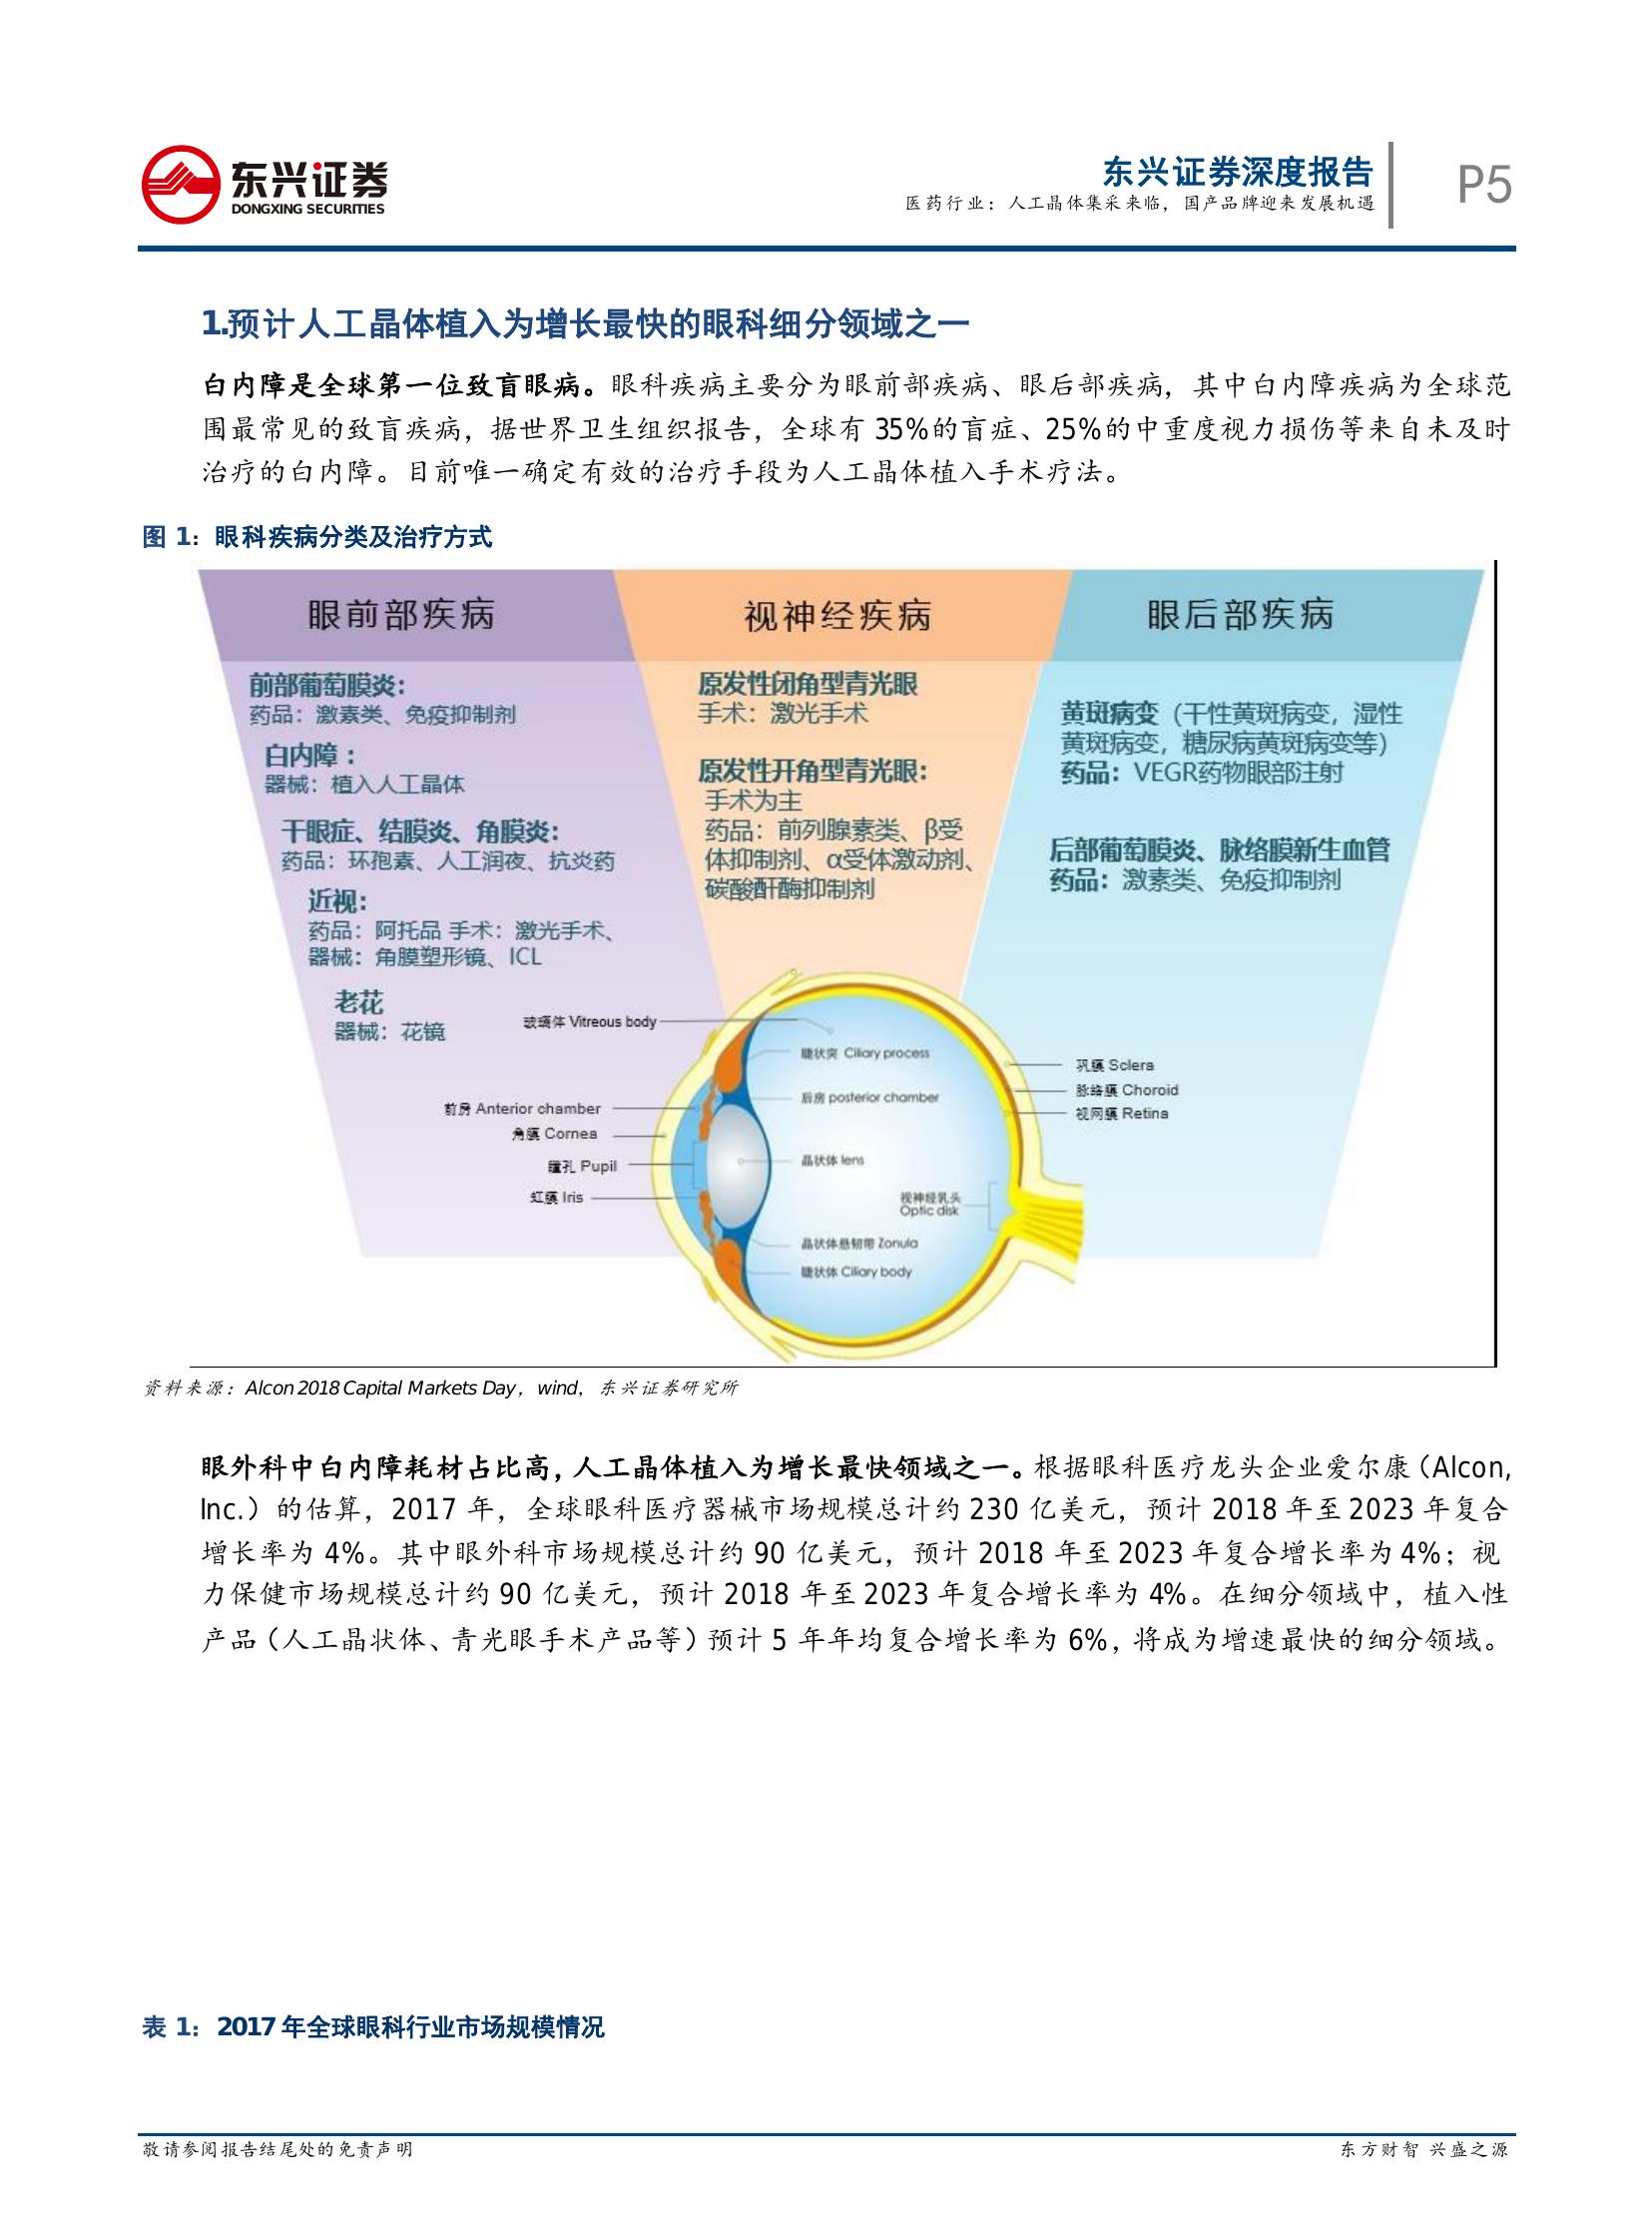 东兴证券
DONGXING SECURITIES
东兴证券深度报告
医药行业：人工晶体集采来临，国产品牌迎来发展机遇
P5
1.预计人工晶体植入为增长最快的眼科细分领域之一
白内障是全球第一位致盲眼病。眼科疾病主要分为眼前部疾病、眼后部疾病，其中白内障疾病为全球范
围最常见的致盲疾病，据世界卫生组织报告，全球有 35%的盲症、25%的中重度视力损伤等来自未及时
治疗的白内障。目前唯一确定有效的治疗手段为人工晶体植入手术疗法。
图 1：眼科疾病分类及治疗方式
眼前部疾病
前部葡萄膜炎：
药品：激素类、免疫抑制剂
白内障：
器械：植入人工晶体
干眼症、结膜炎、角膜炎：
药品：环孢素、人工润夜、抗炎药
近视：
药品：阿托品 手术：激光手术、
器械：角膜塑形镜、ICL
老花
器械：花镜
视神经疾病
原发性闭角型青光眼
手术：激光手术
原发性开角型青光眼：
手术为主
药品：前列腺素类、β受
体抑制剂、α受体激动剂、
碳酸酐酶抑制剂
眼后部疾病
黄斑病变（干性黄斑病变，湿性
黄斑病变，糖尿病黄斑病变等）
药品：VEGR药物眼部注射
后部葡萄膜炎、脉络膜新生血管
药品：激素类、免疫抑制剂
玻璃体 Vitreous body
前房 Anterior chamber
角膜 Cornea
瞳孔 Pupil
虹膜 Iris
睫状突 Ciliary process
后房 posterior chamber
晶状体 lens
视神经乳头
Optic disk
晶状体悬韧带 Zonula
睫状体 Ciliary body
巩膜 Sclera
脉络膜 Choroid
视网膜 Retina
资料来源：Alcon 2018 Capital Markets Day，wind，东兴证券研究所
眼外科中白内障耗材占比高，人工晶体植入为增长最快领域之一。根据眼科医疗龙头企业爱尔康（Alcon,
Inc.）的估算，2017 年，全球眼科医疗器械市场规模总计约 230 亿美元，预计 2018 年至 2023 年复合
增长率为 4%。其中眼外科市场规模总计约 90 亿美元，预计 2018 年至 2023 年复合增长率为 4%；视
力保健市场规模总计约 90 亿美元，预计 2018 年至 2023 年复合增长率为 4%。在细分领域中，植入性
产品（人工晶状体、青光眼手术产品等）预计 5 年年均复合增长率为 6%，将成为增速最快的细分领域。
表 1：2017 年全球眼科行业市场规模情况
敬请参阅报告结尾处的免责声明
东方财智 兴盛之源